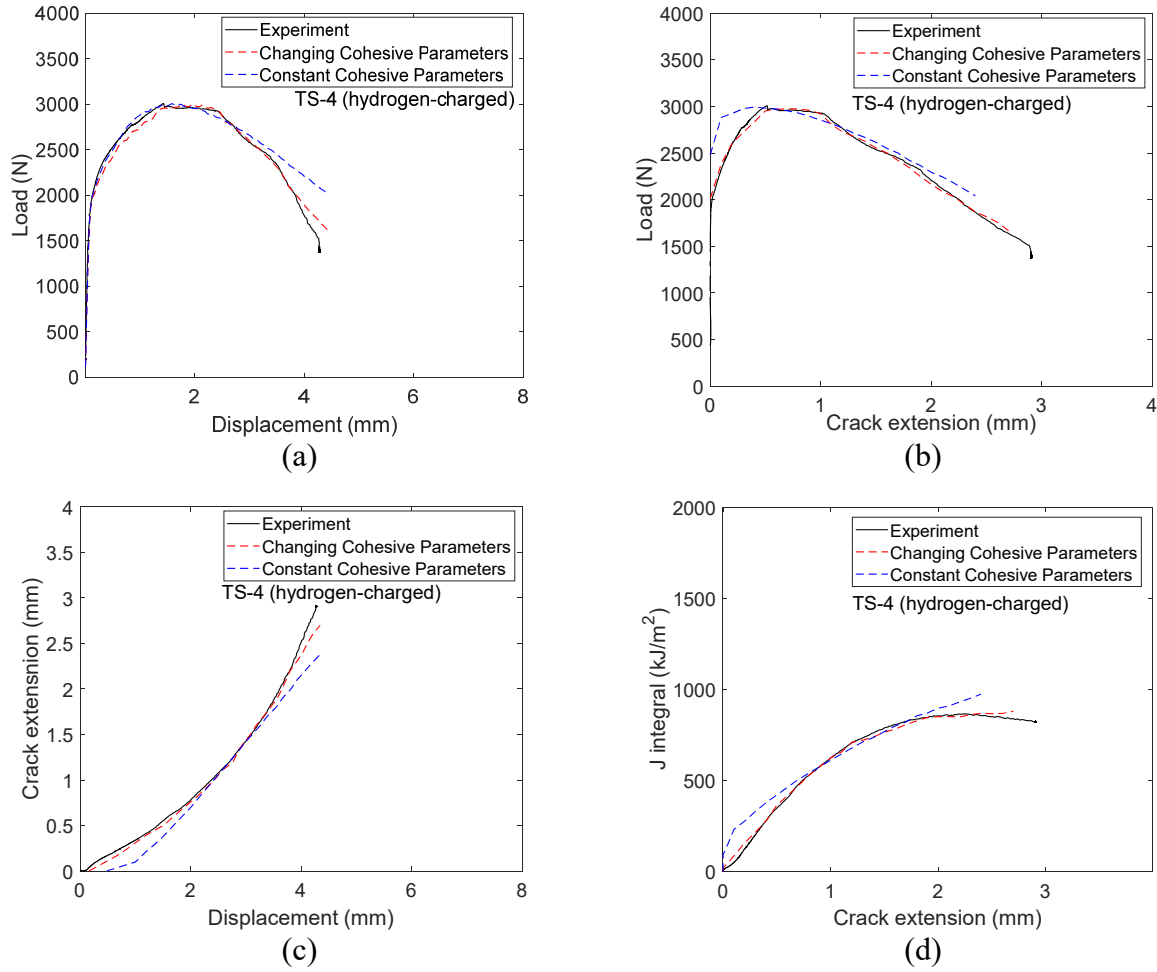 4000
3500
3000
2500
2000
1500
1000
500
0
Load (N)
Experiment
Changing Cohesive Parameters
Constant Cohesive Parameters
TS-4 (hydrogen-charged)
2
4
6
8
Displacement (mm)
(a)
4000
3500
3000
2500
2000
1500
1000
500
0
Load (N)
Experiment
Changing Cohesive Parameters
Constant Cohesive Parameters
TS-4 (hydrogen-charged)
0
1
2
3
4
Crack extension (mm)
(b)
4
3.5
3
2.5
2
1.5
1
0.5
0
Crack extensnion (mm)
Experiment
Changing Cohesive Parameters
Constant Cohesive Parameters
TS-4 (hydrogen-charged)
0
2
4
6
8
Displacement (mm)
(c)
2000
1500
1000
500
0
J integral (kJ/m²)
Experiment
Changing Cohesive Parameters
Constant Cohesive Parameters
TS-4 (hydrogen-charged)
0
1
2
3
Crack extension (mm)
(d)